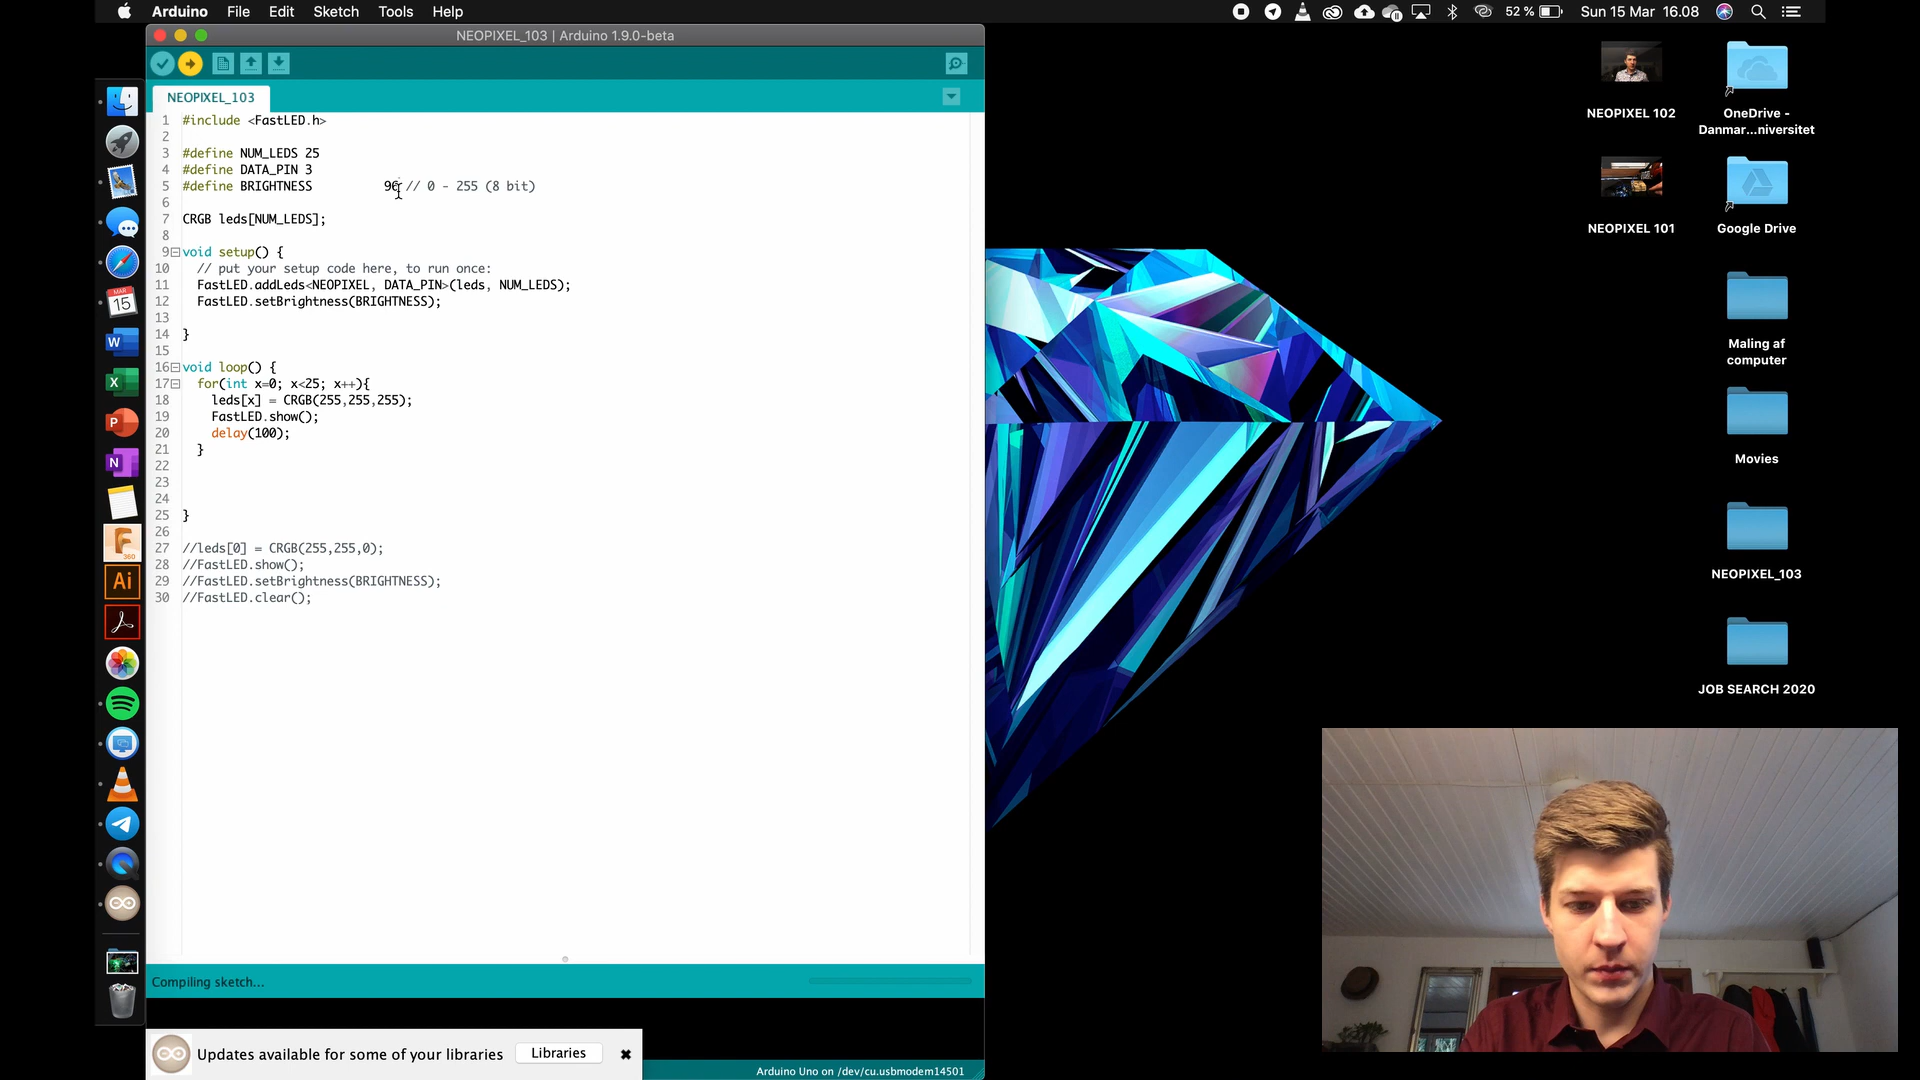 Arduino File Edit Sketch Tools Help
52 % Sun 15 Mar 16.08
NEOPIXEL_103 | Arduino 1.9.0-beta
NEOPIXEL_103
1 #include <FastLED.h>
2
3 #define NUM_LEDS 25
4 #define DATA_PIN 3
5 #define BRIGHTNESS 96 // 0 - 255 (8 bit)
6
7 CRGB leds[NUM_LEDS];
8
9 void setup() {
10 // put your setup code here, to run once:
11 FastLED.addLeds<NEOPIXEL, DATA_PIN>(leds, NUM_LEDS);
12 FastLED.setBrightness(BRIGHTNESS);
13
14 }
15
16 void loop() {
17 for(int x=0; x<25; x++){
18 leds[x] = CRGB(255,255,255);
19 FastLED.show();
20 delay(100);
21 }
22
23
24
25 }
26
27 //leds[0] = CRGB(255,255,0);
28 //FastLED.show();
29 //FastLED.setBrightness(BRIGHTNESS);
30 //FastLED.clear();
Compiling sketch...
Updates available for some of your libraries Libraries
Arduino Uno on /dev/cu.usbmodem14501
MAR
15
W
X
P
N
F
360
Ai
NEOPIXEL 102
OneDrive -
Danmar...niversitet
NEOPIXEL 101
Google Drive
Maling af
computer
Movies
NEOPIXEL_103
JOB SEARCH 2020